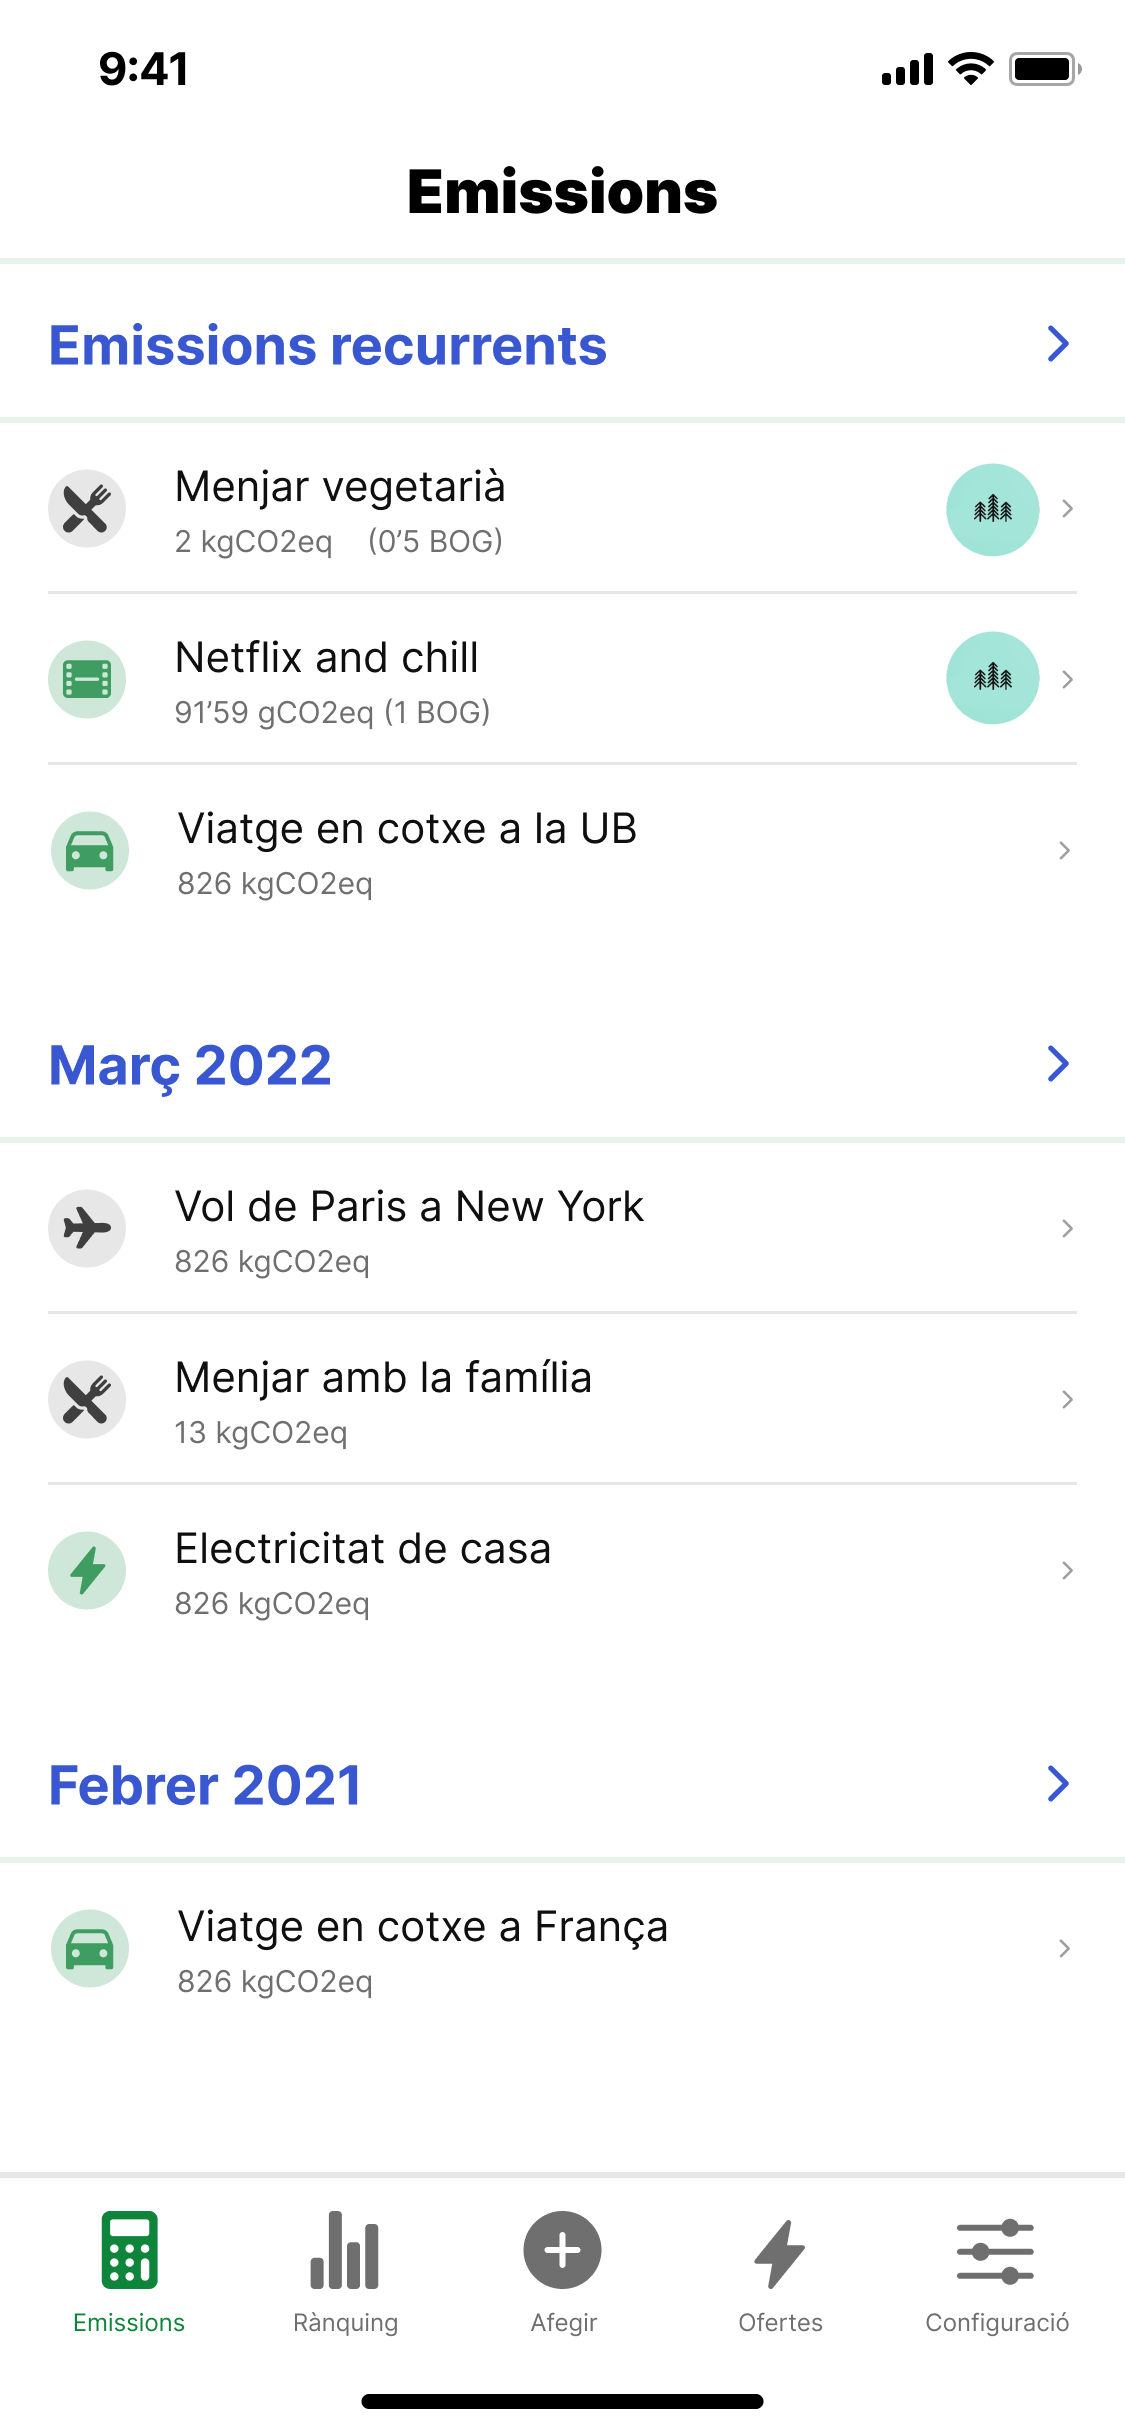 9:41
Emissions
Emissions recurrents
Menjar vegetarià
2 kgCO2eq (0’5 BOG)
Netflix and chill
91’59 gCO2eq (1 BOG)
Viatge en cotxe a la UB
826 kgCO2eq
Març 2022
Vol de Paris a New York
826 kgCO2eq
Menjar amb la família
13 kgCO2eq
Electricitat de casa
826 kgCO2eq
Febrer 2021
Viatge en cotxe a França
826 kgCO2eq
Emissions Rànquing Afegir Ofertes Configuració